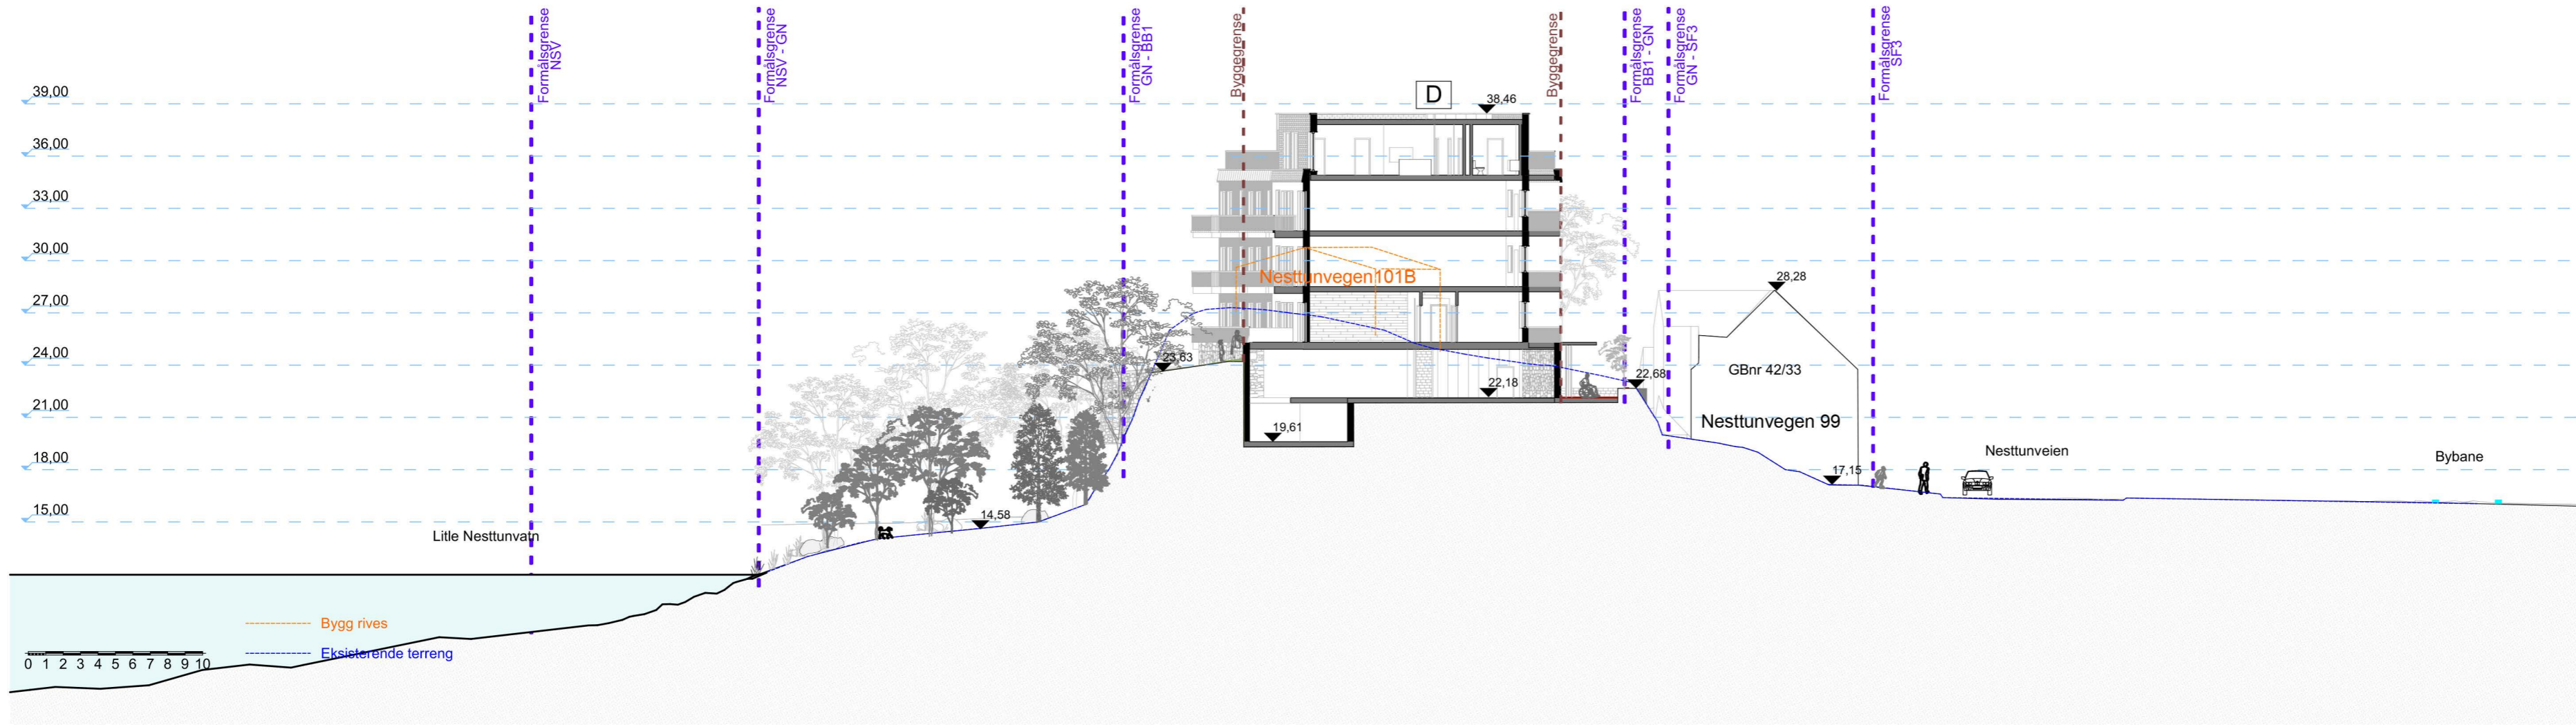 Formålsgrense
NSV
Formålsgrense
NSV - GN
Formålsgrense
GN - BB1
Byggegrense
Byggegrense
Formålsgrense
BB1 - GN
Formålsgrense
GN - SF3
Formålsgrense
SF3
D
38,46
39,00
36,00
33,00
30,00
27,00
24,00
21,00
18,00
15,00
Nesttunvegen101B
28,28
23,63
22,18
22,68
GBnr 42/33
Nesttunvegen 99
19,61
17,15
Nesttunveien
Bybane
14,58
Litle Nesttunvatn
Bygg rives
Eksisterende terreng
0 1 2 3 4 5 6 7 8 9 10